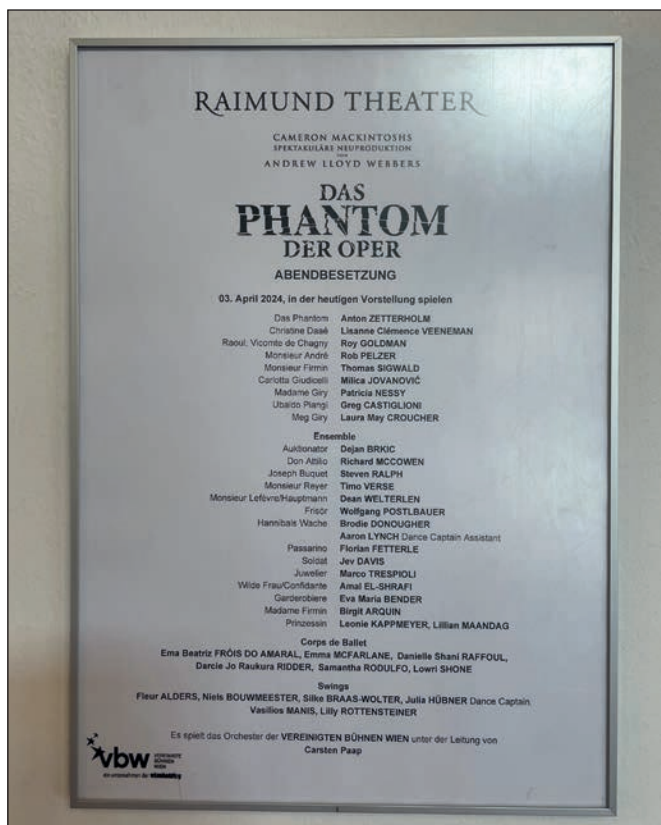 RAIMUND THEATER
CAMERON MACKINTOSHS
SPEKTAKULÄRE NEUPRODUKTION
VON
ANDREW LLOYD WEBBERS
DAS
PHANTOM
DER OPER
ABENDBESETZUNG
03. April 2024, in der heutigen Vorstellung spielen
Das Phantom Anton ZETTERHOLM
Christine Daaé Lisanne Clémence VEENEMAN
Raoul, Vicomte de Chagny Roy GOLDMAN
Monsieur André Rob PELZER
Monsieur Firmin Thomas SIGWALD
Carlotta Giudicelli Milica JOVANOVIĆ
Madame Giry Patricia NESSY
Ubaldo Piangi Greg CASTIGLIONI
Meg Giry Laura May CROUCHER
Ensemble
Auktionator Dejan BRKIC
Don Attilio Richard MCCOWEN
Joseph Buquet Steven RALPH
Monsieur Reyer Timo VERSE
Monsieur Lefèvre/Hauptmann Dean WELTERLEN
Frisör Wolfgang POSTLBAUER
Hannibals Wache Brodie DONOUGHER
Aaron LYNCH Dance Captain Assistant
Passarino Florian FETTERLE
Soldat Jev DAVIS
Juwelier Marco TRESPIOLI
Wilde Frau/Confidante Amal EL-SHRAFI
Garderobiere Eva Maria BENDER
Madame Firmin Birgit ARQUIN
Prinzessin Leonie KAPPMEYER, Lillian MAANDAG
Corps de Ballet
Ema Beatriz FRÓIS DO AMARAL, Emma MCFARLANE, Danielle Shani RAFFOUL,
Darcie Jo Raukura RIDDER, Samantha RODULFO, Lowri SHONE
Swings
Fleur ALDERS, Niels BOUWMEESTER, Silke BRAAS-WOLTER, Julia HÜBNER Dance Captain
Vasilios MANIS, Lilly ROTTENSTEINER
Es spielt das Orchester der VEREINIGTEN BÜHNEN WIEN unter der Leitung von
Carsten Paap
vbw VEREINIGTE
BÜHNEN
WIEN
ein unternehmen der